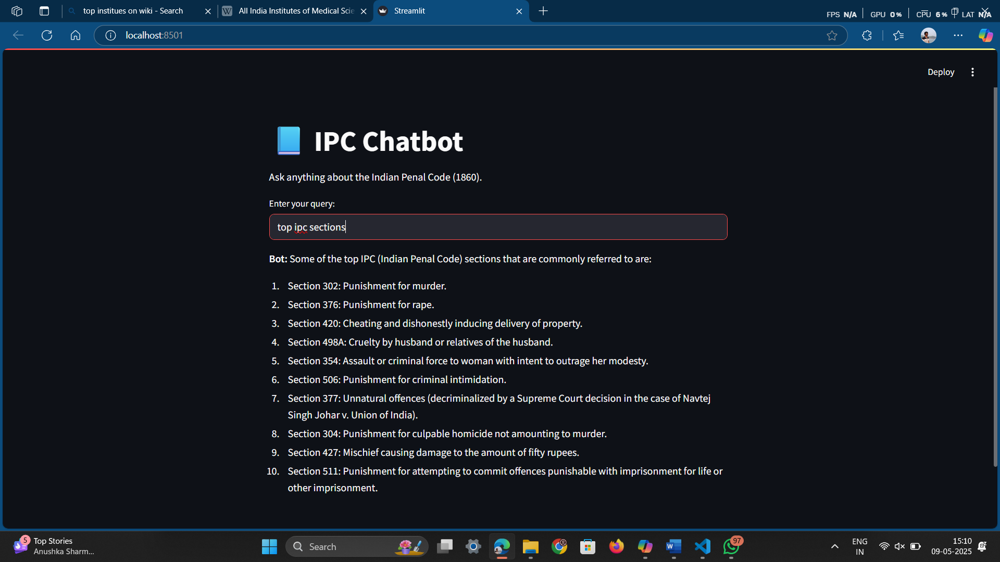 top institues on wiki - Search
All India Institutes of Medical Scie
Streamlit
FPS N/A
GPU 0%
CPU 6%
LAT N/A
localhost:8501
Deploy
IPC Chatbot
Ask anything about the Indian Penal Code (1860).
Enter your query:
top ipc sections
Bot: Some of the top IPC (Indian Penal Code) sections that are commonly referred to are:
1. Section 302: Punishment for murder.
2. Section 376: Punishment for rape.
3. Section 420: Cheating and dishonestly inducing delivery of property.
4. Section 498A: Cruelty by husband or relatives of the husband.
5. Section 354: Assault or criminal force to woman with intent to outrage her modesty.
6. Section 506: Punishment for criminal intimidation.
7. Section 377: Unnatural offences (decriminalized by a Supreme Court decision in the case of Navtej
Singh Johar v. Union of India).
8. Section 304: Punishment for culpable homicide not amounting to murder.
9. Section 427: Mischief causing damage to the amount of fifty rupees.
10. Section 511: Punishment for attempting to commit offences punishable with imprisonment for life or
other imprisonment.
5
Top Stories
Anushka Sharm...
Search
97
ENG
IN
15:10
09-05-2025